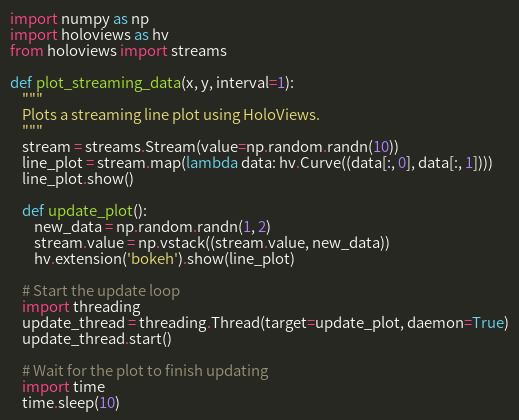 import numpy as np
import holoviews as hv
from holoviews import streams

def plot_streaming_data(x, y, interval=1):
    """
    Plots a streaming line plot using HoloViews.
    """
    stream = streams.Stream(value=np.random.randn(10))
    line_plot = stream.map(lambda data: hv.Curve((data[:, 0], data[:, 1])))
    line_plot.show()

    def update_plot():
        new_data = np.random.randn(1, 2)
        stream.value = np.vstack((stream.value, new_data))
        hv.extension('bokeh').show(line_plot)

    # Start the update loop
    import threading
    update_thread = threading.Thread(target=update_plot, daemon=True)
    update_thread.start()

    # Wait for the plot to finish updating
    import time
    time.sleep(10)